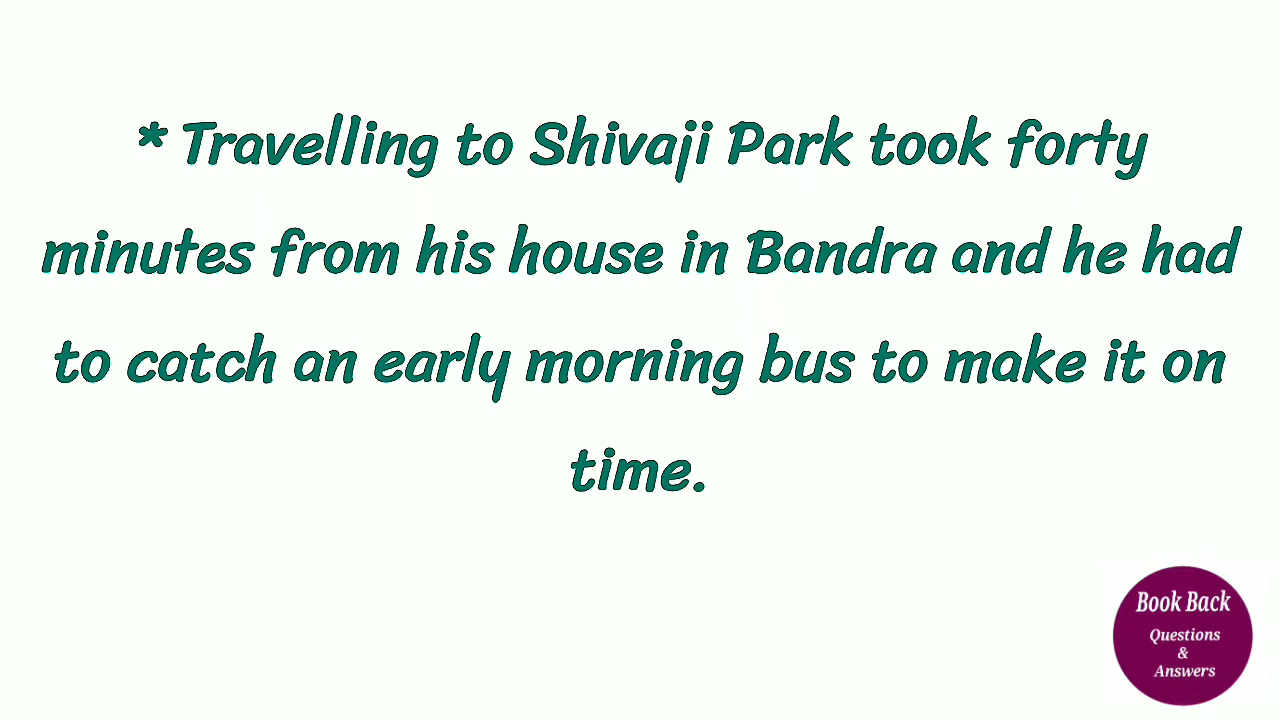 * Travelling to Shivaji Park took forty
minutes from his house in Bandra and he had
to catch an early morning bus to make it on
time.
Book Back
Questions
&
Answers